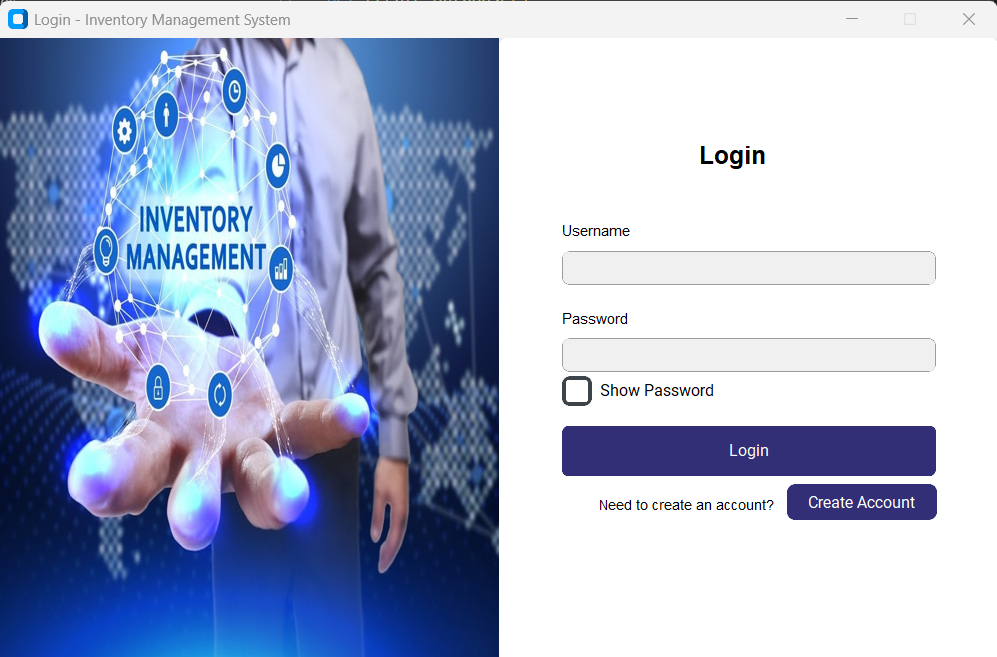 Login - Inventory Management System
INVENTORY
MANAGEMENT
Login
Username
Password
Show Password
Login
Need to create an account?
Create Account